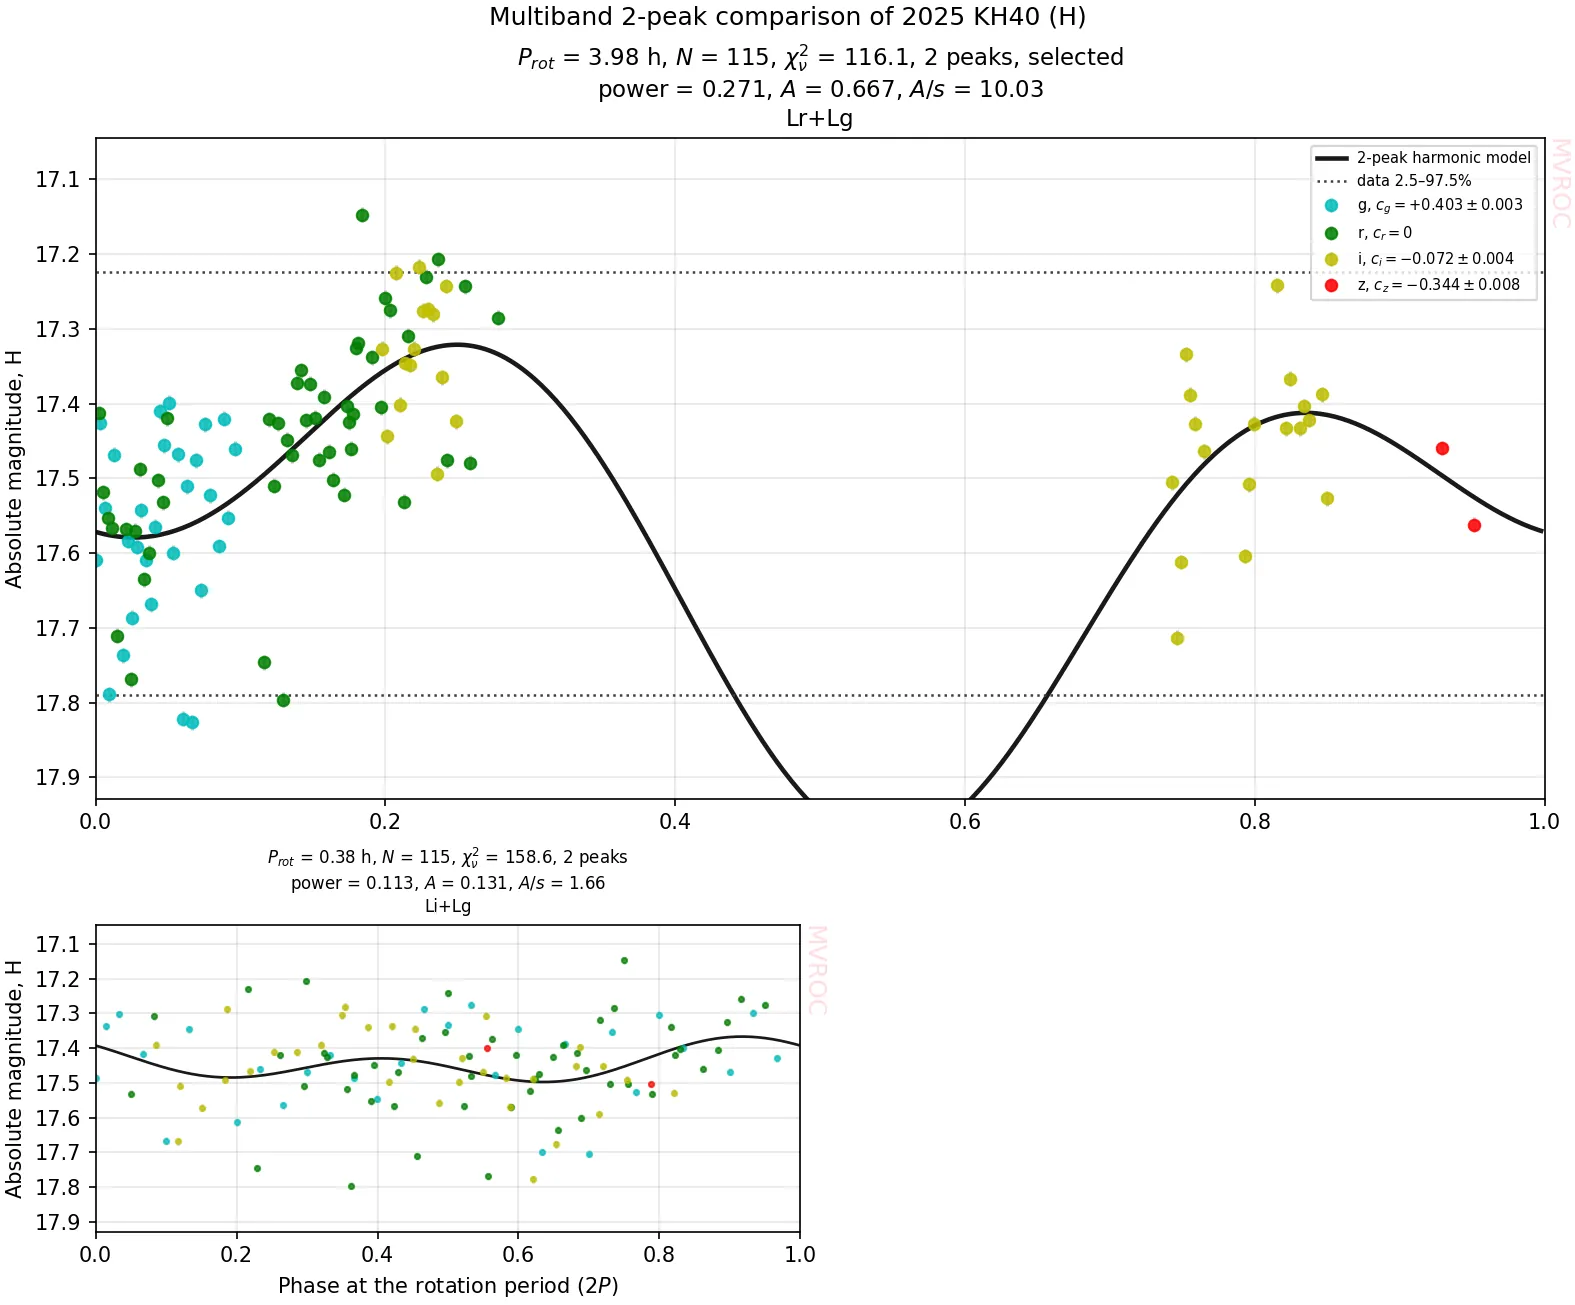 Multiband 2-peak comparison of 2025 KH40 (H)
P_rot = 3.98 h, N = 115, χ²_ν = 116.1, 2 peaks, selected
power = 0.271, A = 0.667, A/s = 10.03
Lr+Lg
Absolute magnitude, H
17.1
17.2
17.3
17.4
17.5
17.6
17.7
17.8
17.9
2-peak harmonic model
data 2.5–97.5%
g, c_g = +0.403 ± 0.003
r, c_r = 0
i, c_i = −0.072 ± 0.004
z, c_z = −0.344 ± 0.008
MVROC
0.0 0.2 0.4 0.6 0.8 1.0
P_rot = 0.38 h, N = 115, χ²_ν = 158.6, 2 peaks
power = 0.113, A = 0.131, A/s = 1.66
Li+Lg
Absolute magnitude, H
17.1
17.2
17.3
17.4
17.5
17.6
17.7
17.8
17.9
MVROC
0.0 0.2 0.4 0.6 0.8 1.0
Phase at the rotation period (2P)